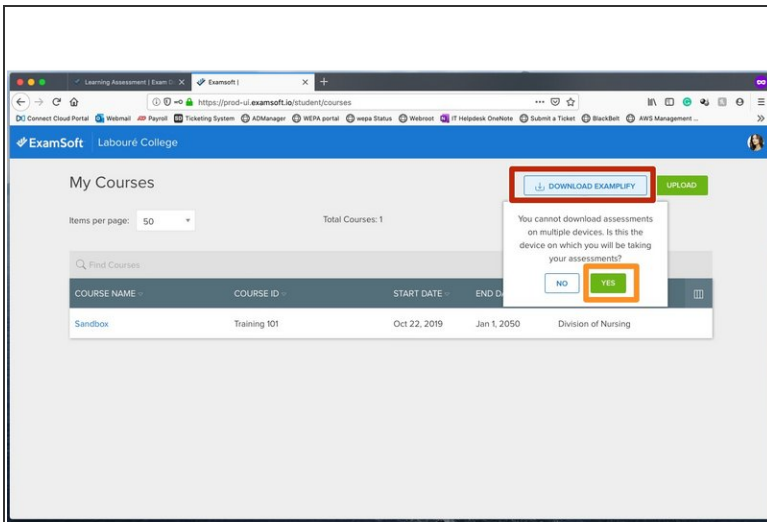 Learning Assessment | Exam
Examsoft |
https://prod-ui.examsoft.io/student/courses
Connect Cloud Portal Webmail Payroll Ticketing System ADManager WEPA portal wepa Status Webroot IT Helpdesk OneNote Submit a Ticket BlackBelt AWS Management ...
ExamSoft Labouré College
My Courses
DOWNLOAD EXAMPLIFY UPLOAD
Items per page: 50 Total Courses: 1
You cannot download assessments
on multiple devices. Is this the
device on which you will be taking
your assessments?
NO YES
Find Courses
COURSE NAME COURSE ID START DATE END D
Sandbox Training 101 Oct 22, 2019 Jan 1, 2050 Division of Nursing